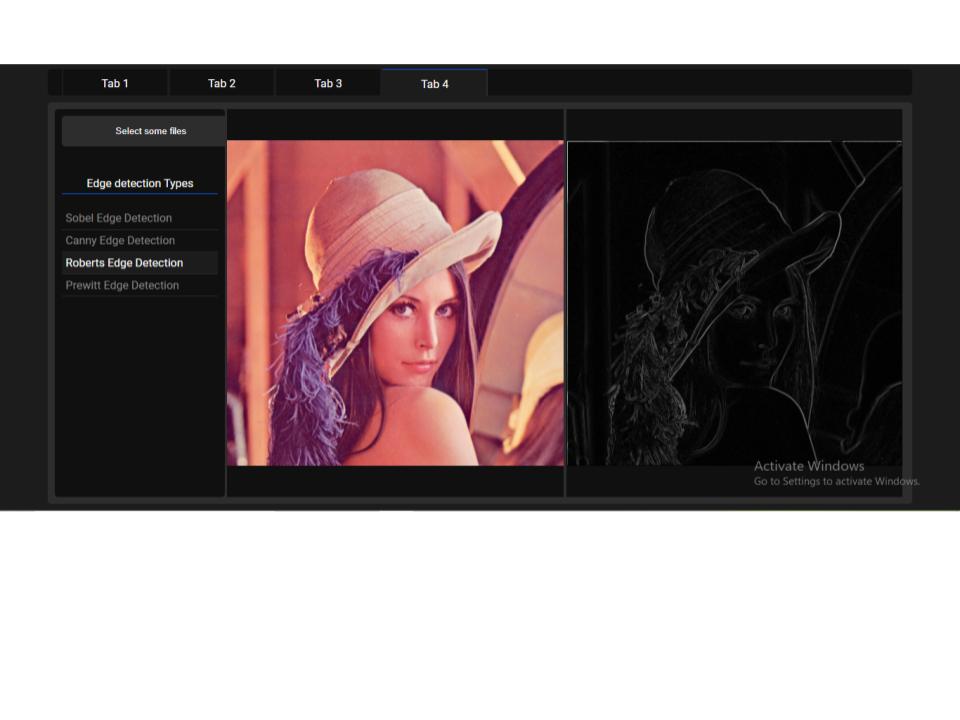 Tab 1
Tab 2
Tab 3
Tab 4
Select some files
Edge detection Types
Sobel Edge Detection
Canny Edge Detection
Roberts Edge Detection
Prewitt Edge Detection
Activate Windows
Go to Settings to activate Windows.